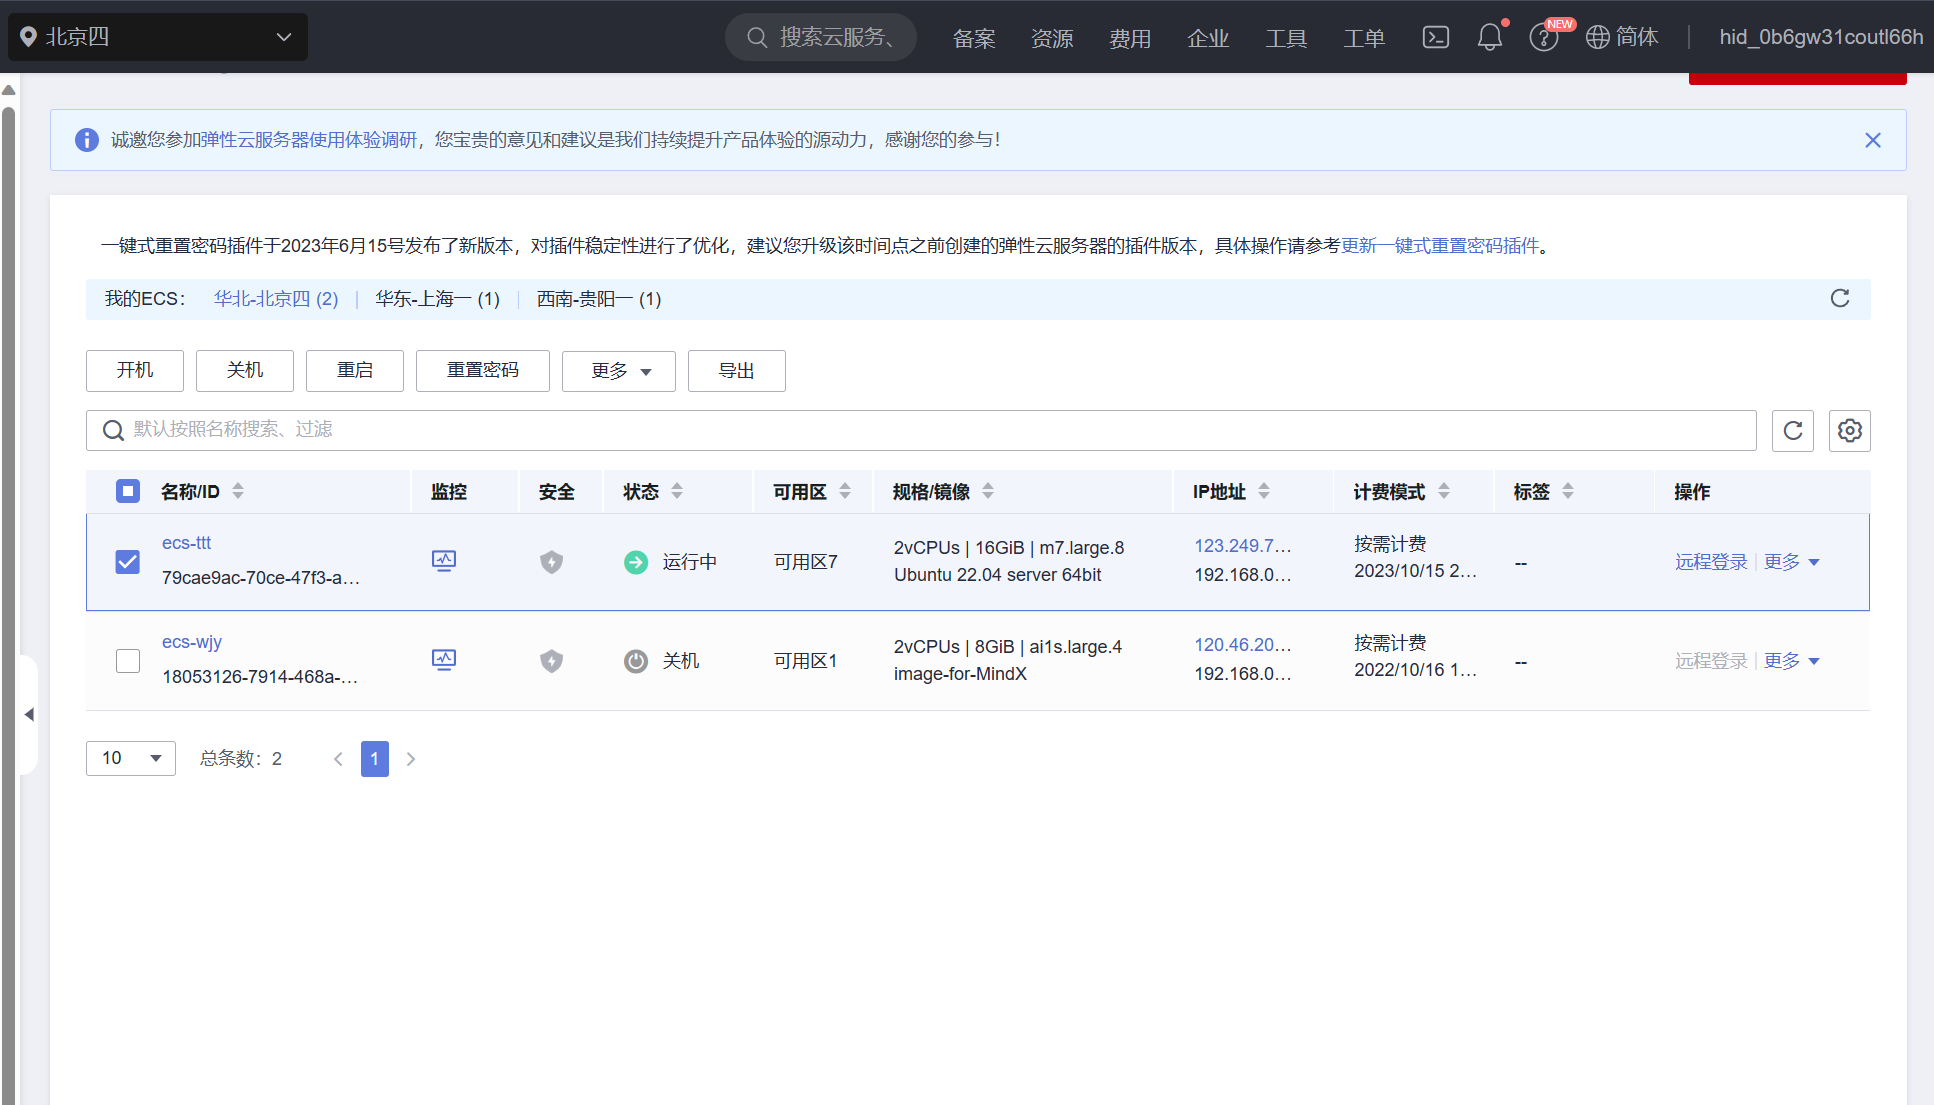 北京四
搜索云服务、
备案
资源
费用
企业
工具
工单
NEW
简体
hid_0b6gw31coutl66h
诚邀您参加弹性云服务器使用体验调研，您宝贵的意见和建议是我们持续提升产品体验的源动力，感谢您的参与！
一键式重置密码插件于2023年6月15号发布了新版本，对插件稳定性进行了优化，建议您升级该时间点之前创建的弹性云服务器的插件版本，具体操作请参考更新一键式重置密码插件。
我的ECS： 华北-北京四 (2) | 华东-上海一 (1) | 西南-贵阳一 (1)
开机
关机
重启
重置密码
更多
导出
默认按照名称搜索、过滤
名称/ID
监控
安全
状态
可用区
规格/镜像
IP地址
计费模式
标签
操作
ecs-ttt
79cae9ac-70ce-47f3-a...
运行中
可用区7
2vCPUs | 16GiB | m7.large.8
Ubuntu 22.04 server 64bit
123.249.7...
192.168.0...
按需计费
2023/10/15 2...
--
远程登录
更多
ecs-wjy
18053126-7914-468a-...
关机
可用区1
2vCPUs | 8GiB | ai1s.large.4
image-for-MindX
120.46.20...
192.168.0...
按需计费
2022/10/16 1...
--
远程登录
更多
10
总条数：2
1